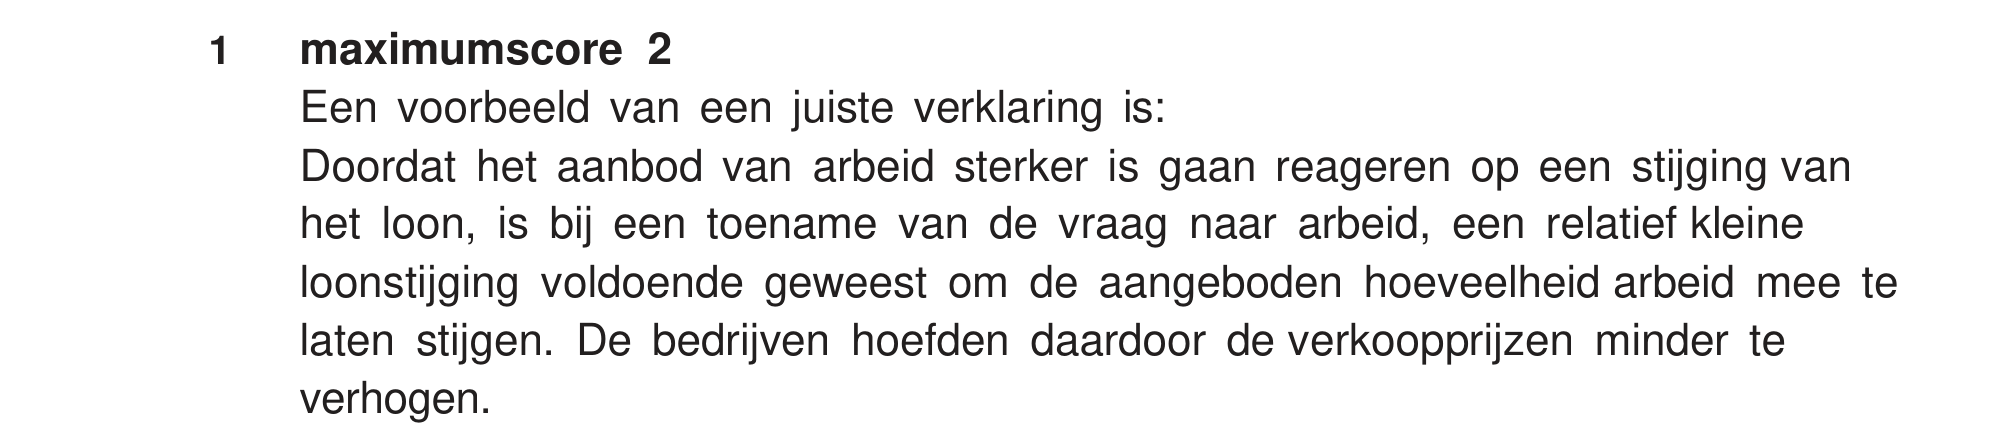 1 maximumscore 2
Een voorbeeld van een juiste verklaring is:
Doordat het aanbod van arbeid sterker is gaan reageren op een stijging van
het loon, is bij een toename van de vraag naar arbeid, een relatief kleine
loonstijging voldoende geweest om de aangeboden hoeveelheid arbeid mee te
laten stijgen. De bedrijven hoefden daardoor de verkoopprijzen minder te
verhogen.